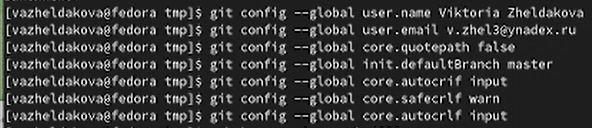 [vazheldakova@fedora tmp]$ git config --global user.name Viktoria Zheldakova
[vazheldakova@fedora tmp]$ git config --global user.email v.zhel3@ynadex.ru
[vazheldakova@fedora tmp]$ git config --global core.quotepath false
[vazheldakova@fedora tmp]$ git config --global init.defaultBranch master
[vazheldakova@fedora tmp]$ git config --global core.autocrif input
[vazheldakova@fedora tmp]$ git config --global core.safecrlf warn
[vazheldakova@fedora tmp]$ git config --global core.autocrlf input